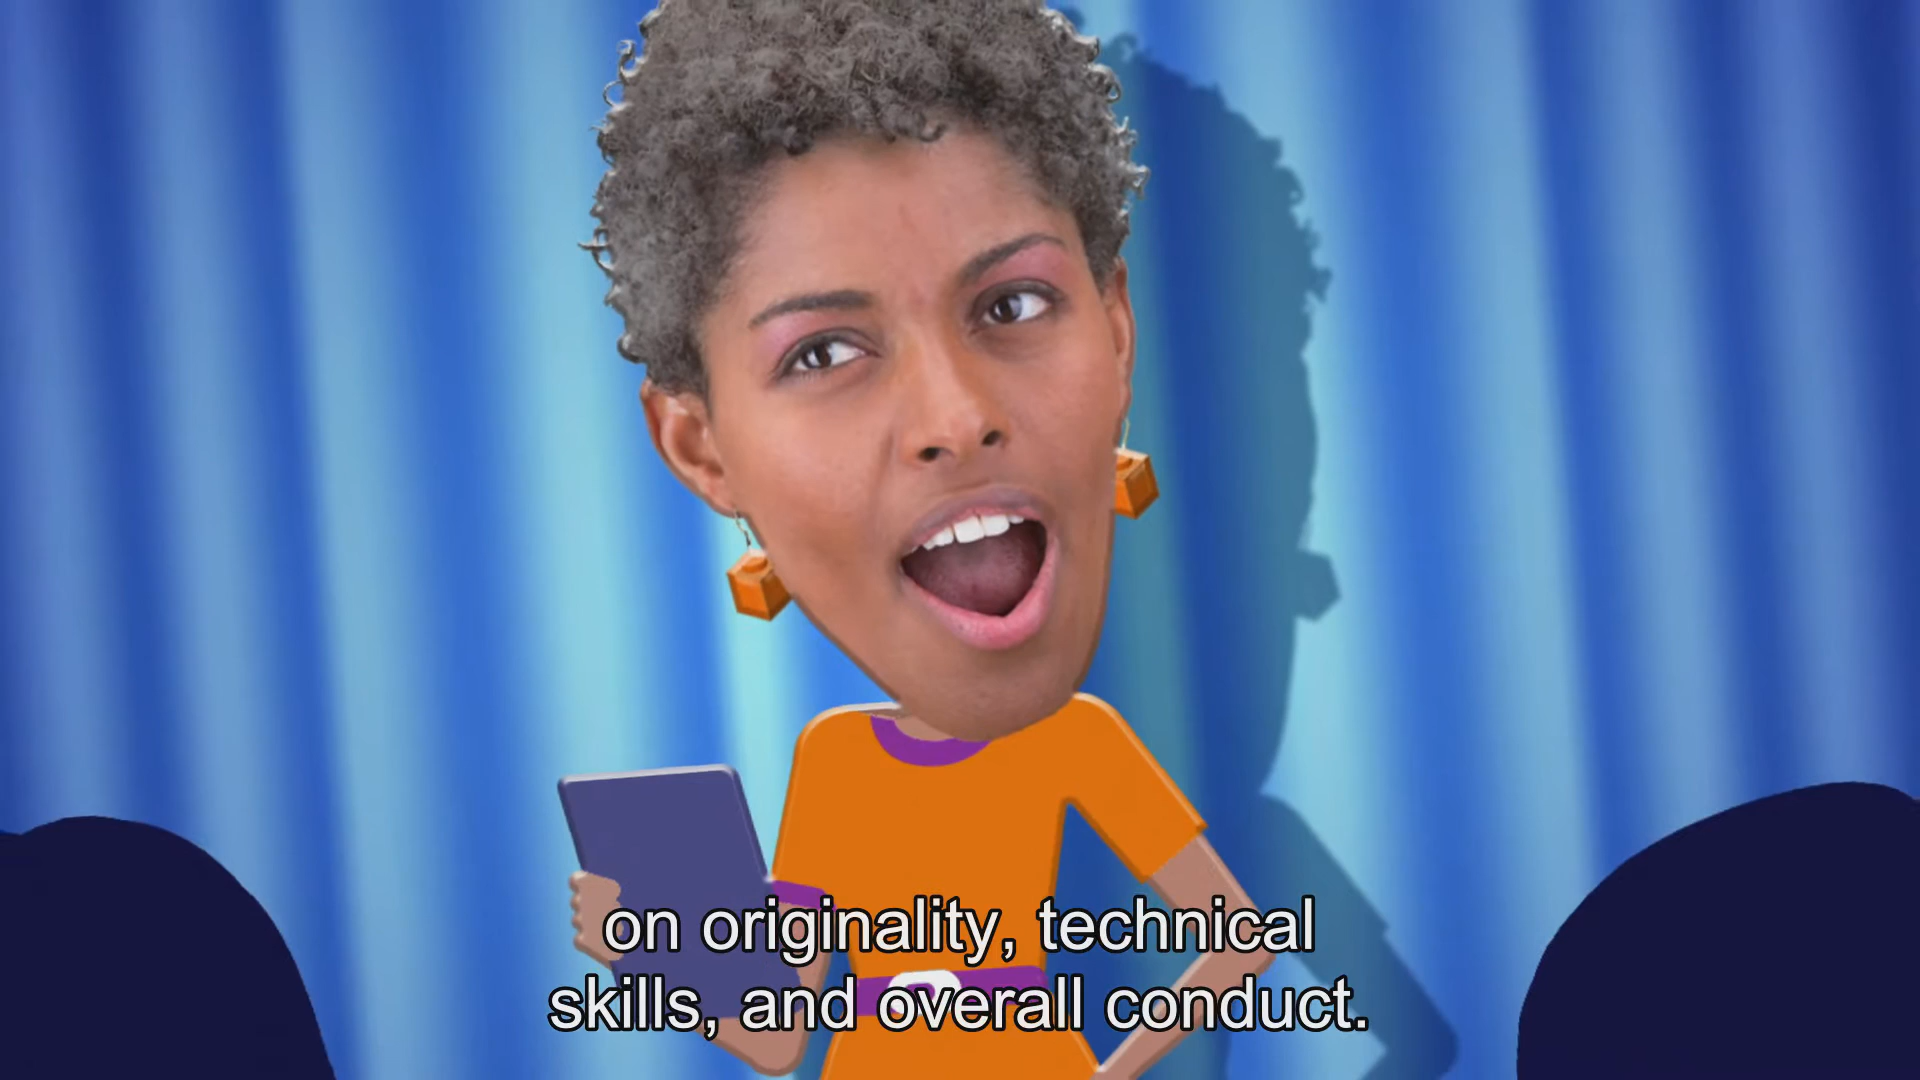 on originality, technical
skills, and overall conduct.